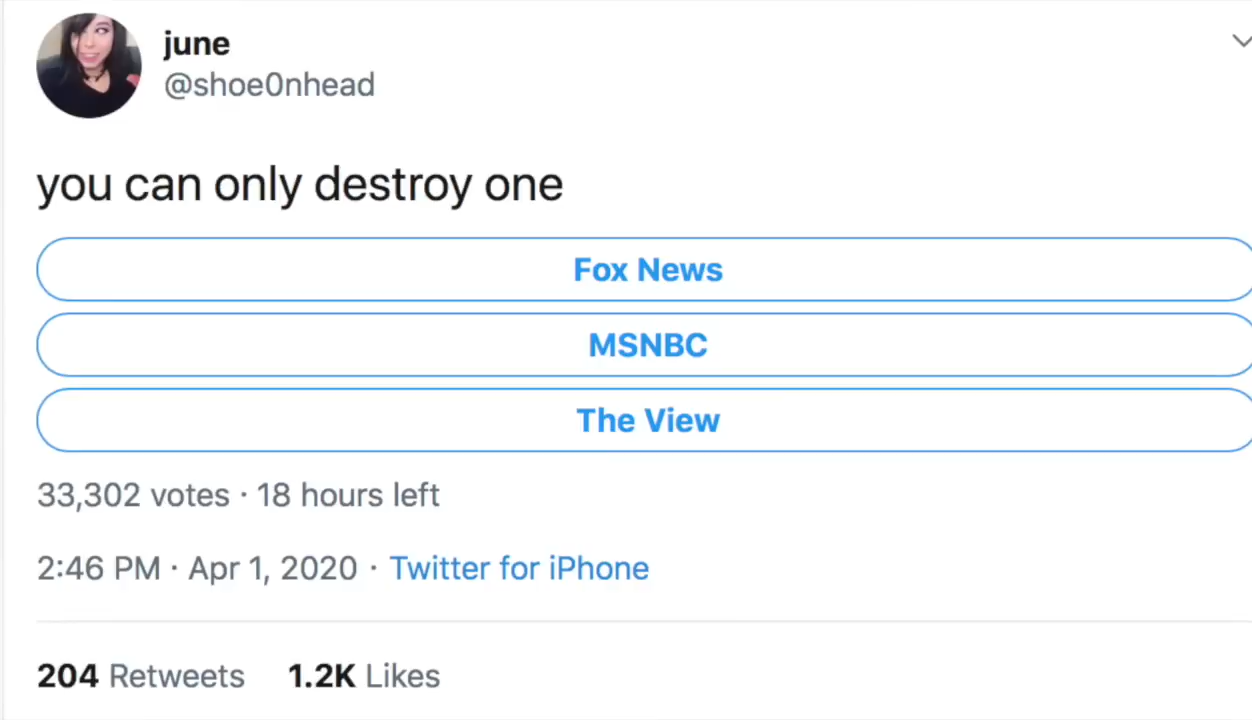 june
@shoe0nhead
you can only destroy one
Fox News
MSNBC
The View
33,302 votes · 18 hours left
2:46 PM · Apr 1, 2020 · Twitter for iPhone
204 Retweets 1.2K Likes